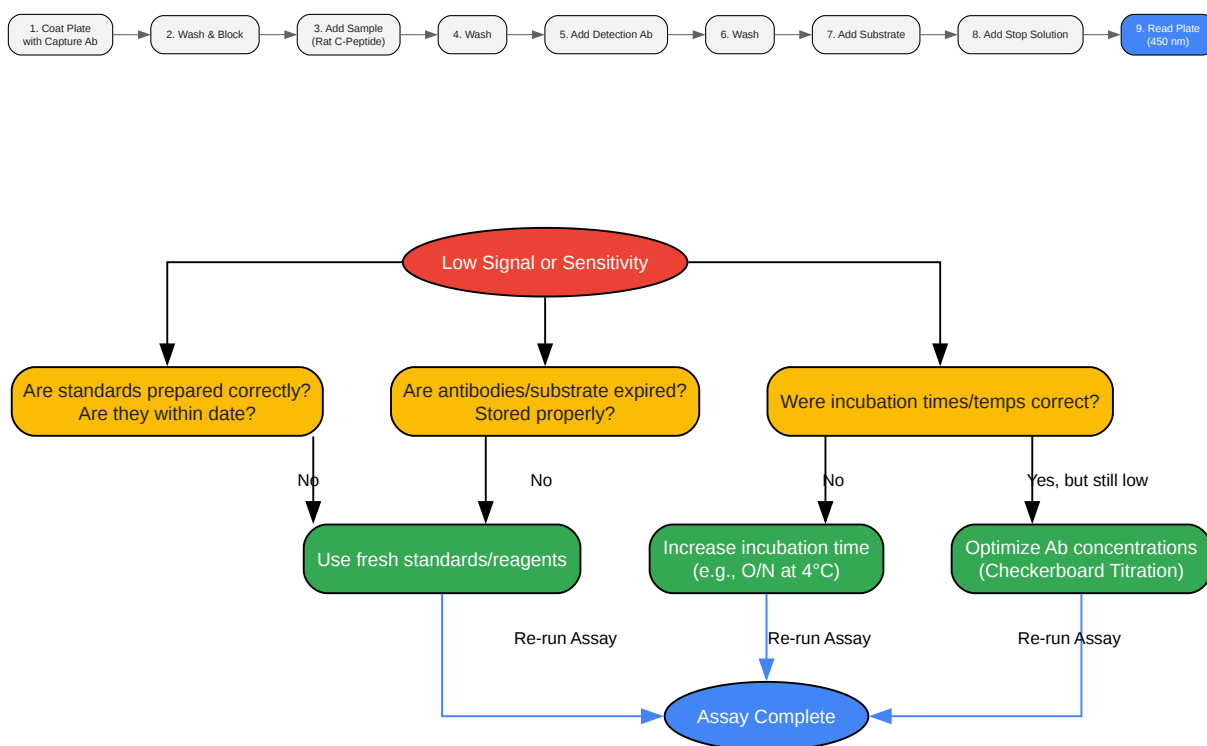 1. Coat Plate
with Capture Ab
2. Wash & Block
3. Add Sample
(Rat C-Peptide)
4. Wash
5. Add Detection Ab
6. Wash
7. Add Substrate
8. Add Stop Solution
9. Read Plate
(450 nm)
Low Signal or Sensitivity
Are standards prepared correctly?
Are they within date?
Are antibodies/substrate expired?
Stored properly?
Were incubation times/temps correct?
No
No
No
Yes, but still low
Use fresh standards/reagents
Increase incubation time
(e.g., O/N at 4°C)
Optimize Ab concentrations
(Checkerboard Titration)
Re-run Assay
Re-run Assay
Re-run Assay
Assay Complete